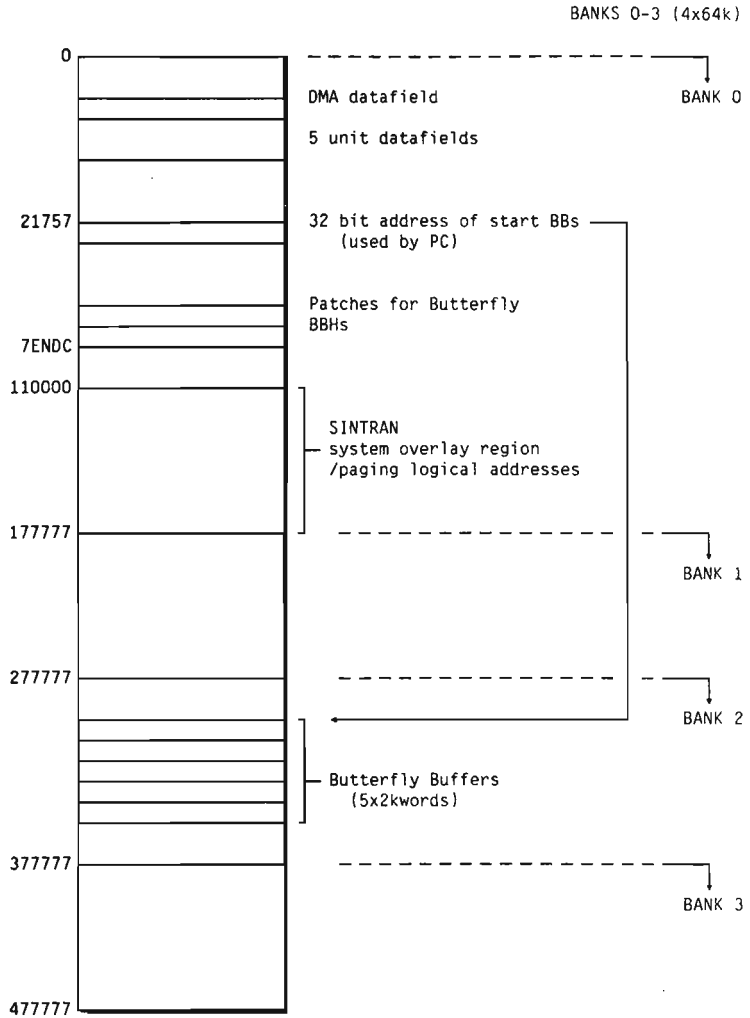 BANKS 0-3 (4x64k)
0
BANK 0
DMA datafield
5 unit datafields
21757
32 bit address of start BBs
(used by PC)
Patches for Butterfly
BBHs
7ENDC
110000
SINTRAN
system overlay region
/paging logical addresses
177777
BANK 1
277777
BANK 2
Butterfly Buffers
(5x2kwords)
377777
BANK 3
477777